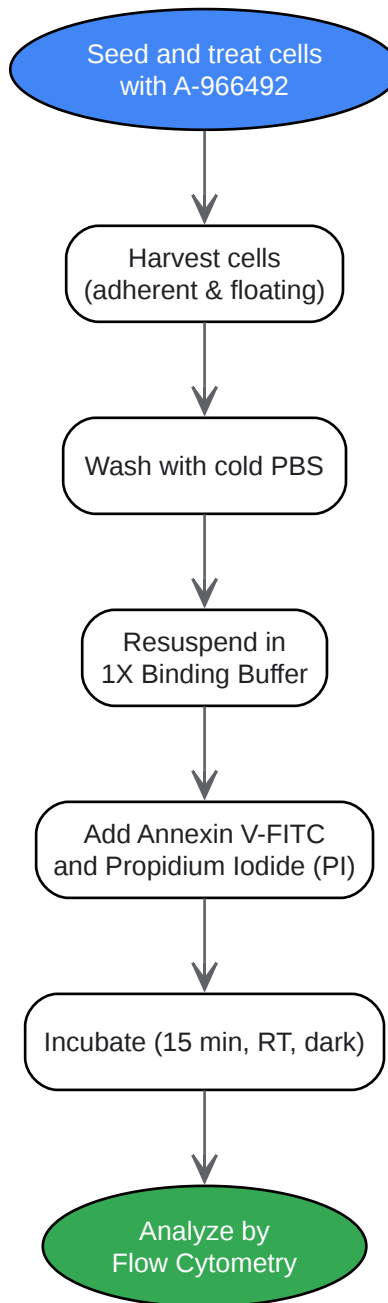 Seed and treat cells
with A-966492
Harvest cells
(adherent & floating)
Wash with cold PBS
Resuspend in
1X Binding Buffer
Add Annexin V-FITC
and Propidium Iodide (PI)
Incubate (15 min, RT, dark)
Analyze by
Flow Cytometry